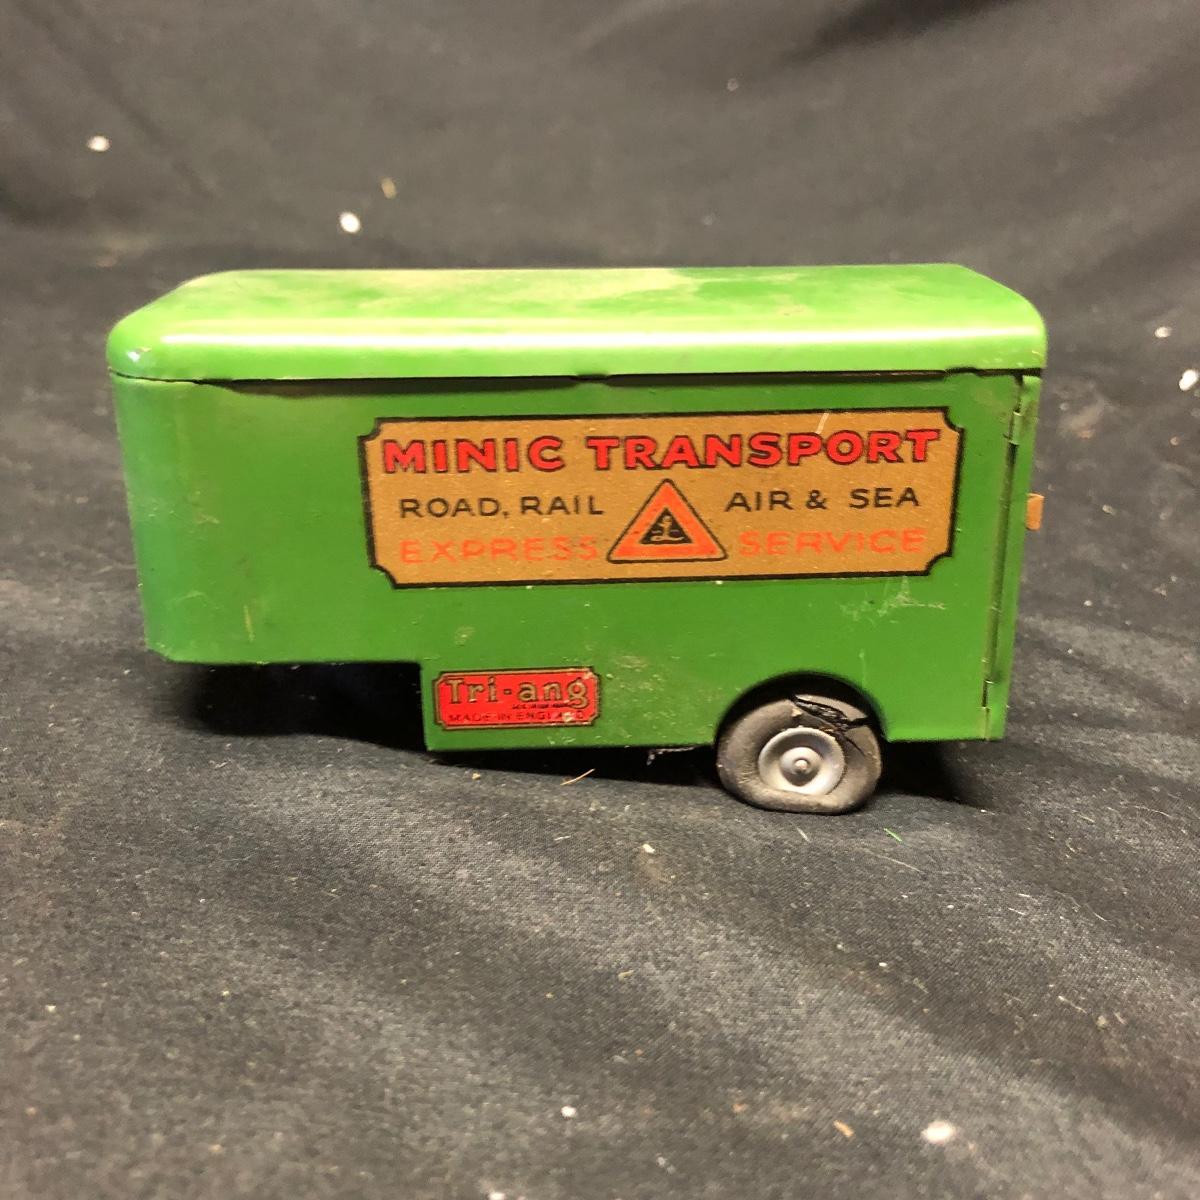 MINIC TRANSPORT
ROAD, RAIL AIR & SEA
EXPRESS SERVICE
Tri-ang
MADE IN ENGLAND